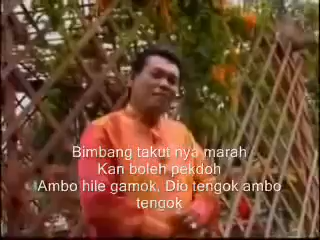 Bimbang takut nya marah
Kan boleh pekdoh
Ambo hile gamok, Dio tengok ambo
tengok